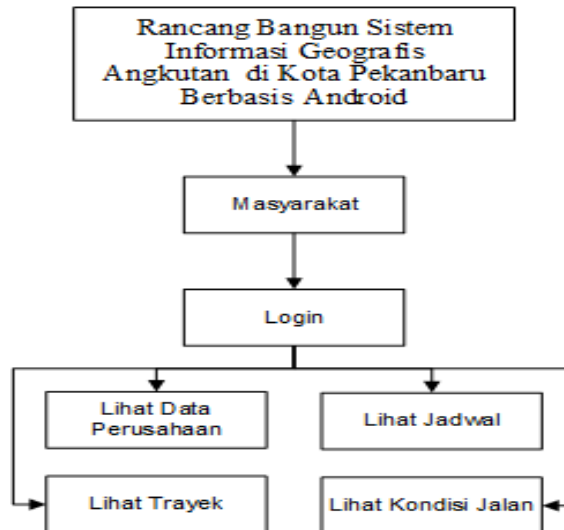 Rancang Bangun Sistem
Informasi Geografis
Angkutan di Kota Pekanbaru
Berbasis Android
Masyarakat
Login
Lihat Data
Perusahaan
Lihat Jadwal
Lihat Trayek
Lihat Kondisi Jalan